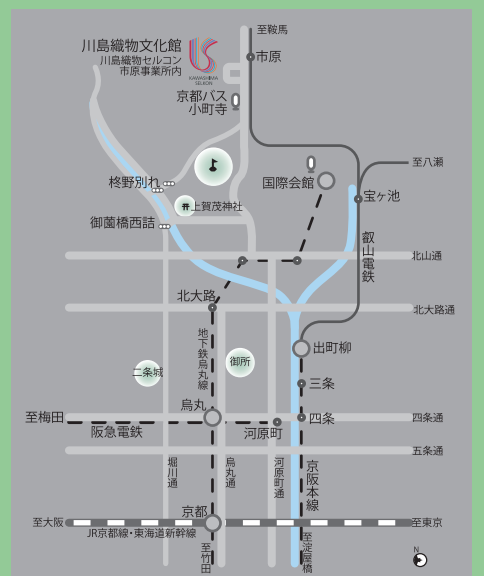 至鞍馬
川島織物文化館
川島織物セルコン
市原事業所内
KAWASHIMA
SELKON
市原
京都バス
小町寺
至八瀬
柊野別れ
国際会館
宝ヶ池
上賀茂神社
御薗橋西詰
叡山電鉄
北山通
北大路
北大路通
地下鉄烏丸線
出町柳
御所
二条城
三条
烏丸
至梅田
四条
四条通
阪急電鉄
河原町
五条通
堀川通
烏丸通
河原町通
京阪本線
京都
至大阪
至東京
JR京都線・東海道新幹線
至竹田
至淀屋橋
N